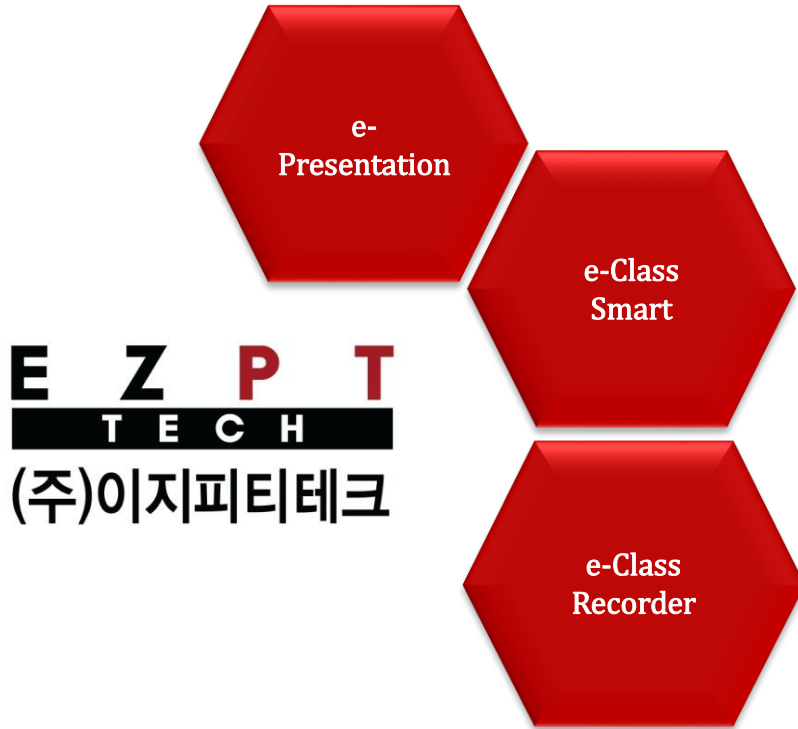 e-
Presentation
e-Class
Smart
E Z P T
T E C H
(주)이지피티테크
e-Class
Recorder